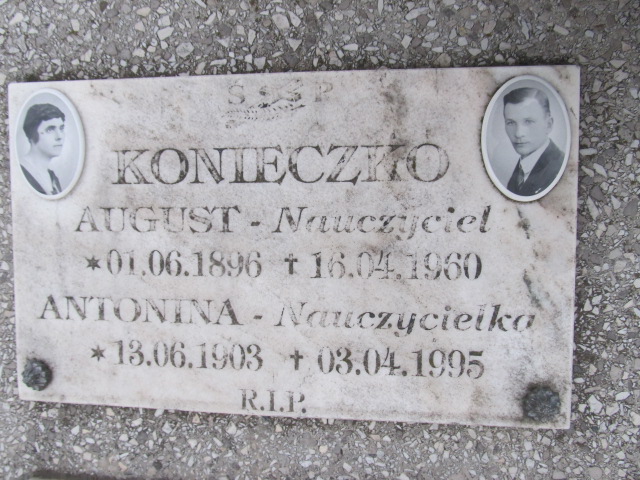 Ś P
KONIECZKO
AUGUST - Nauczyciel
*01.06.1896 †16.04.1960
ANTONINA - Nauczycielka
*13.06.1903 †03.04.1995
R.I.P.